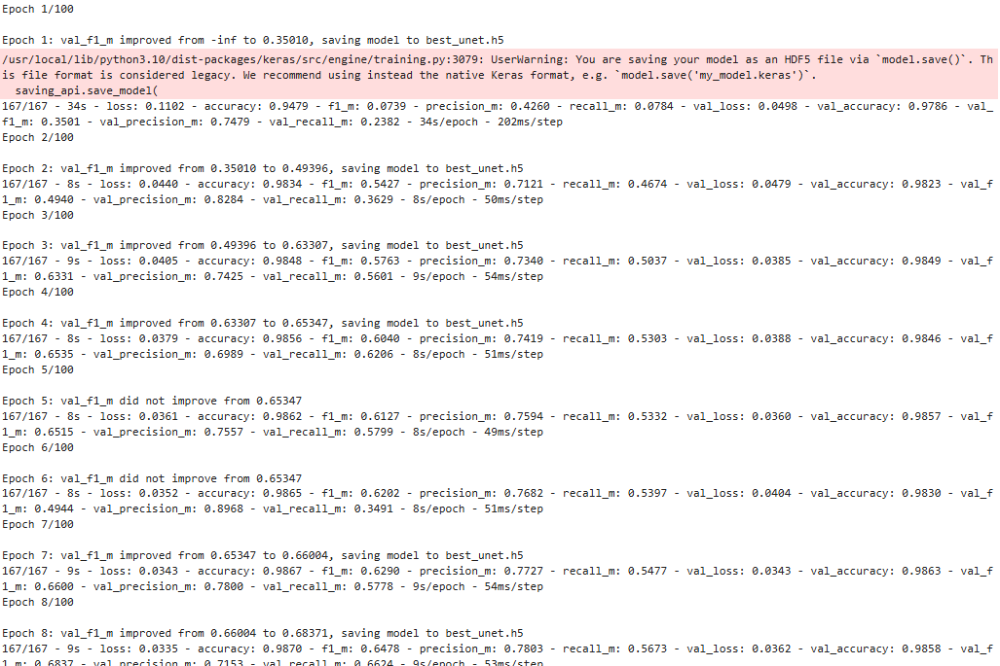 Epoch 1/100
Epoch 1: val_f1_m improved from -inf to 0.35010, saving model to best_unet.h5
/usr/local/lib/python3.10/dist-packages/keras/src/engine/training.py:3079: UserWarning: You are saving your model as an HDF5 file via `model.save()`. Th
is file format is considered legacy. We recommend using instead the native Keras format, e.g. `model.save('my_model.keras')`.
saving_api.save_model(
167/167 - 34s - loss: 0.1102 - accuracy: 0.9479 - f1_m: 0.0739 - precision_m: 0.4260 - recall_m: 0.0784 - val_loss: 0.0498 - val_accuracy: 0.9786 - val_
f1_m: 0.3501 - val_precision_m: 0.7479 - val_recall_m: 0.2382 - 34s/epoch - 202ms/step
Epoch 2/100
Epoch 2: val_f1_m improved from 0.35010 to 0.49396, saving model to best_unet.h5
167/167 - 8s - loss: 0.0440 - accuracy: 0.9834 - f1_m: 0.5427 - precision_m: 0.7121 - recall_m: 0.4674 - val_loss: 0.0479 - val_accuracy: 0.9823 - val_f
1_m: 0.4940 - val_precision_m: 0.8284 - val_recall_m: 0.3629 - 8s/epoch - 50ms/step
Epoch 3/100
Epoch 3: val_f1_m improved from 0.49396 to 0.63307, saving model to best_unet.h5
167/167 - 9s - loss: 0.0405 - accuracy: 0.9848 - f1_m: 0.5763 - precision_m: 0.7340 - recall_m: 0.5037 - val_loss: 0.0385 - val_accuracy: 0.9849 - val_f
1_m: 0.6331 - val_precision_m: 0.7425 - val_recall_m: 0.5601 - 9s/epoch - 54ms/step
Epoch 4/100
Epoch 4: val_f1_m improved from 0.63307 to 0.65347, saving model to best_unet.h5
167/167 - 8s - loss: 0.0379 - accuracy: 0.9856 - f1_m: 0.6040 - precision_m: 0.7419 - recall_m: 0.5303 - val_loss: 0.0388 - val_accuracy: 0.9846 - val_f
1_m: 0.6535 - val_precision_m: 0.6989 - val_recall_m: 0.6206 - 8s/epoch - 51ms/step
Epoch 5/100
Epoch 5: val_f1_m did not improve from 0.65347
167/167 - 8s - loss: 0.0361 - accuracy: 0.9862 - f1_m: 0.6127 - precision_m: 0.7594 - recall_m: 0.5332 - val_loss: 0.0360 - val_accuracy: 0.9857 - val_f
1_m: 0.6515 - val_precision_m: 0.7557 - val_recall_m: 0.5799 - 8s/epoch - 49ms/step
Epoch 6/100
Epoch 6: val_f1_m did not improve from 0.65347
167/167 - 8s - loss: 0.0352 - accuracy: 0.9865 - f1_m: 0.6202 - precision_m: 0.7682 - recall_m: 0.5397 - val_loss: 0.0404 - val_accuracy: 0.9830 - val_f
1_m: 0.4944 - val_precision_m: 0.8968 - val_recall_m: 0.3491 - 8s/epoch - 51ms/step
Epoch 7/100
Epoch 7: val_f1_m improved from 0.65347 to 0.66004, saving model to best_unet.h5
167/167 - 9s - loss: 0.0343 - accuracy: 0.9867 - f1_m: 0.6290 - precision_m: 0.7727 - recall_m: 0.5477 - val_loss: 0.0343 - val_accuracy: 0.9863 - val_f
1_m: 0.6600 - val_precision_m: 0.7800 - val_recall_m: 0.5778 - 9s/epoch - 54ms/step
Epoch 8/100
Epoch 8: val_f1_m improved from 0.66004 to 0.68371, saving model to best_unet.h5
167/167 - 9s - loss: 0.0335 - accuracy: 0.9870 - f1_m: 0.6478 - precision_m: 0.7803 - recall_m: 0.5673 - val_loss: 0.0362 - val_accuracy: 0.9858 - val_f
1_m: 0.6837 - val_precision_m: 0.7153 - val_recall_m: 0.6624 - 9s/epoch - 53ms/step